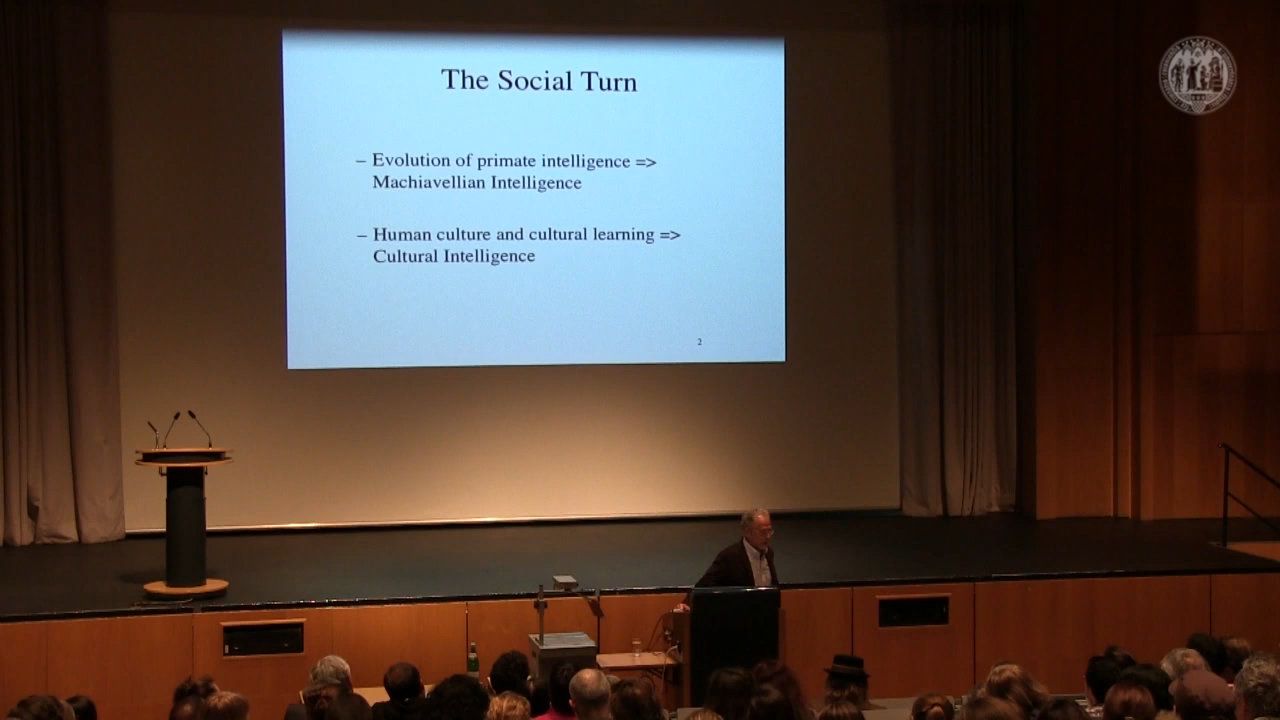 The Social Turn
– Evolution of primate intelligence =>
Machiavellian Intelligence
– Human culture and cultural learning =>
Cultural Intelligence
2